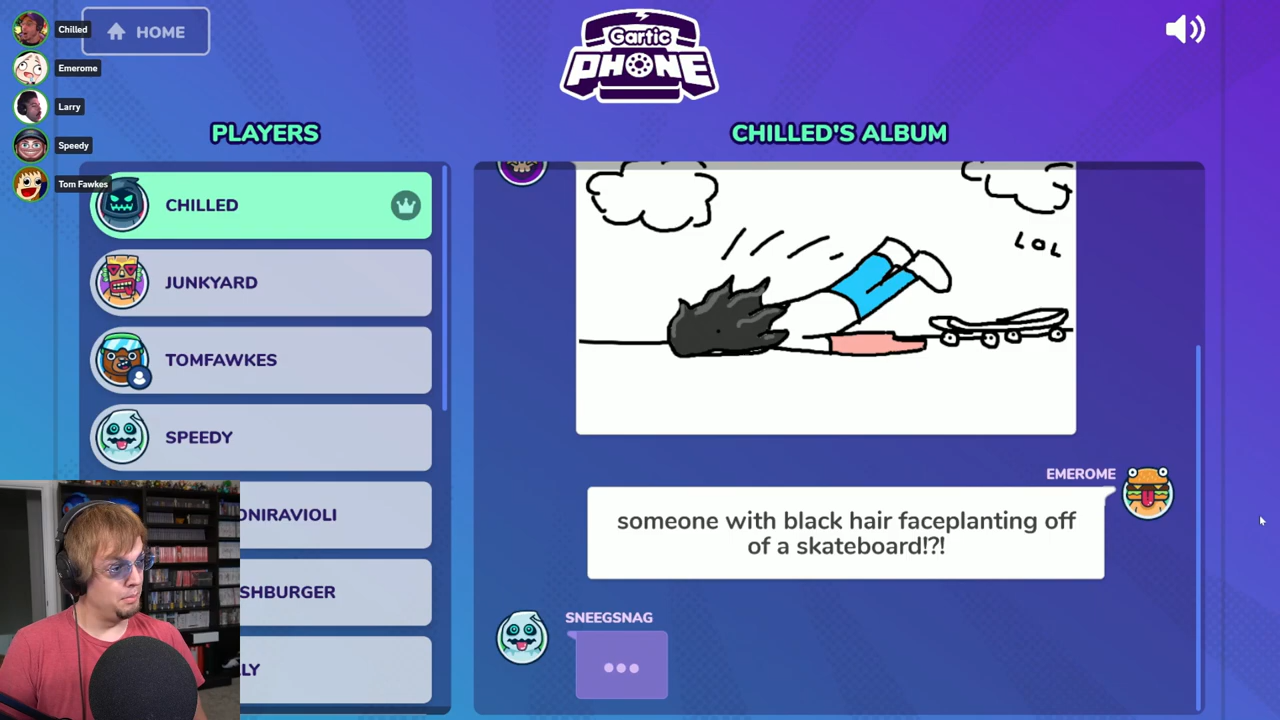 Chilled
Emerome
Larry
Speedy
Tom Fawkes
HOME
Gartic
PHONE
PLAYERS
CHILLED
JUNKYARD
TOMFAWKES
SPEEDY
ONIRAVIOLI
SHBURGER
LY
CHILLED'S ALBUM
LOL
EMEROME
someone with black hair faceplanting off
of a skateboard!?!
SNEEGSNAG